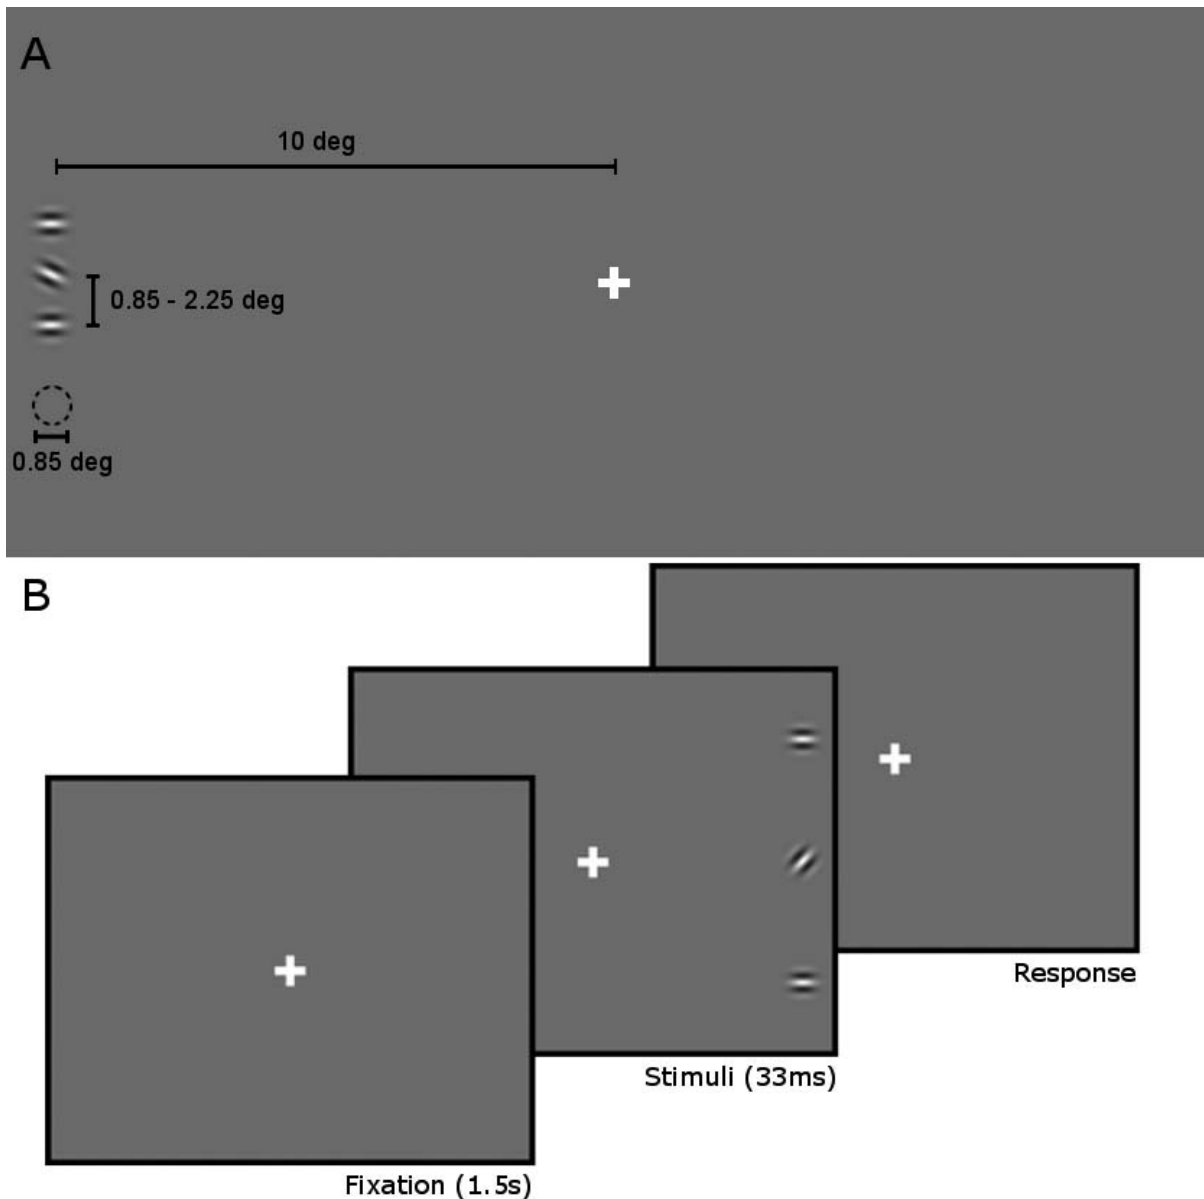 A
10 deg
0.85 - 2.25 deg
0.85 deg
B
Response
Stimuli (33ms)
Fixation (1.5s)